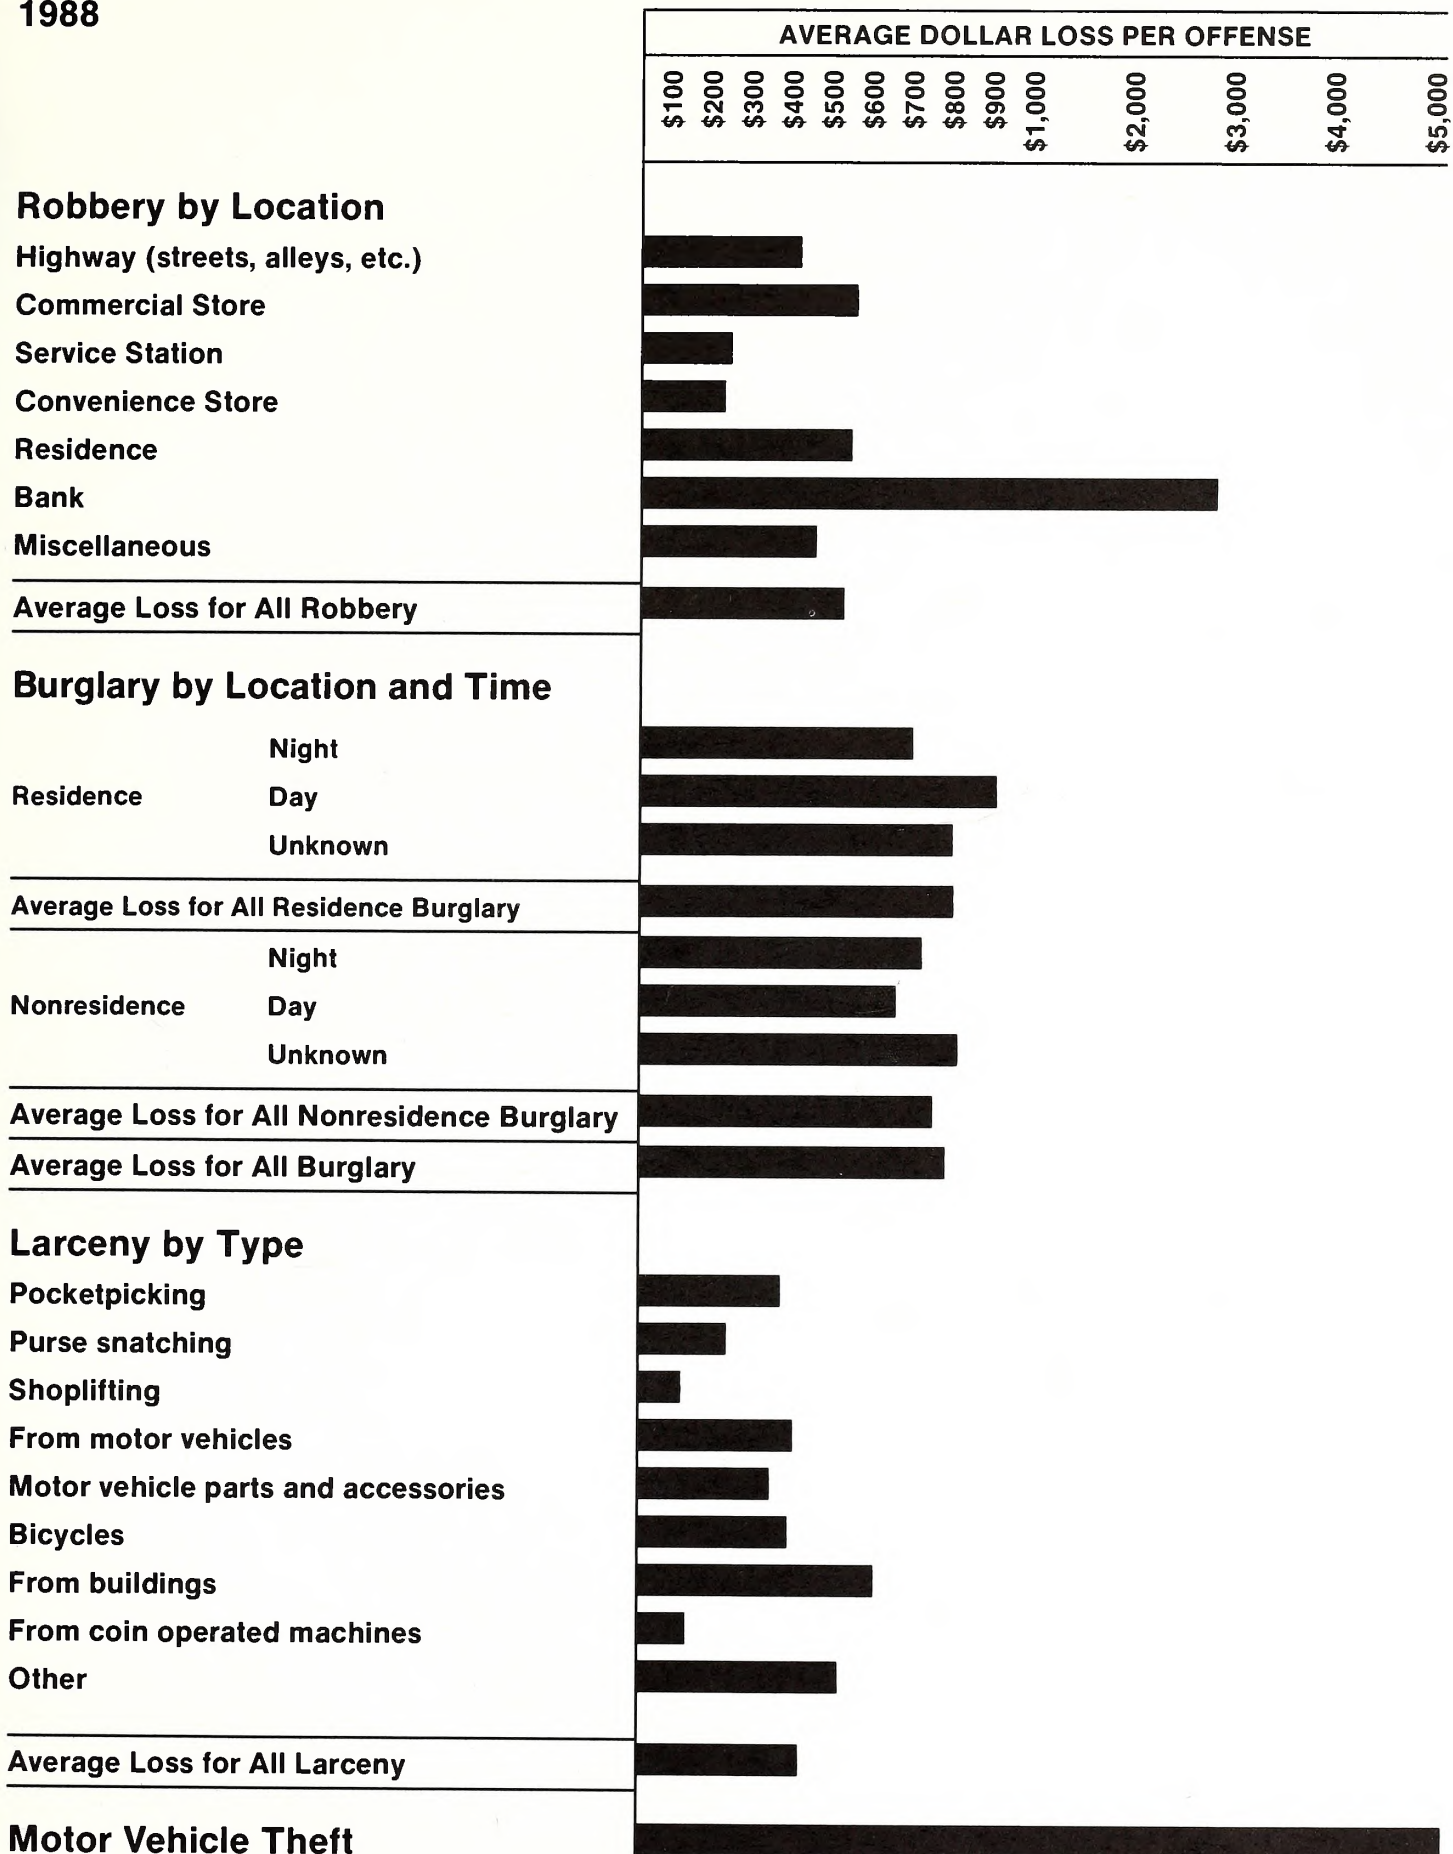 1988
AVERAGE DOLLAR LOSS PER OFFENSE
$100 $200 $300 $400 $500 $600 $700 $800 $900 $1,000 $2,000 $3,000 $4,000 $5,000
Robbery by Location
Highway (streets, alleys, etc.)
Commercial Store
Service Station
Convenience Store
Residence
Bank
Miscellaneous
Average Loss for All Robbery
Burglary by Location and Time
Night
Residence Day
Unknown
Average Loss for All Residence Burglary
Night
Nonresidence Day
Unknown
Average Loss for All Nonresidence Burglary
Average Loss for All Burglary
Larceny by Type
Pocketpicking
Purse snatching
Shoplifting
From motor vehicles
Motor vehicle parts and accessories
Bicycles
From buildings
From coin operated machines
Other
Average Loss for All Larceny
Motor Vehicle Theft